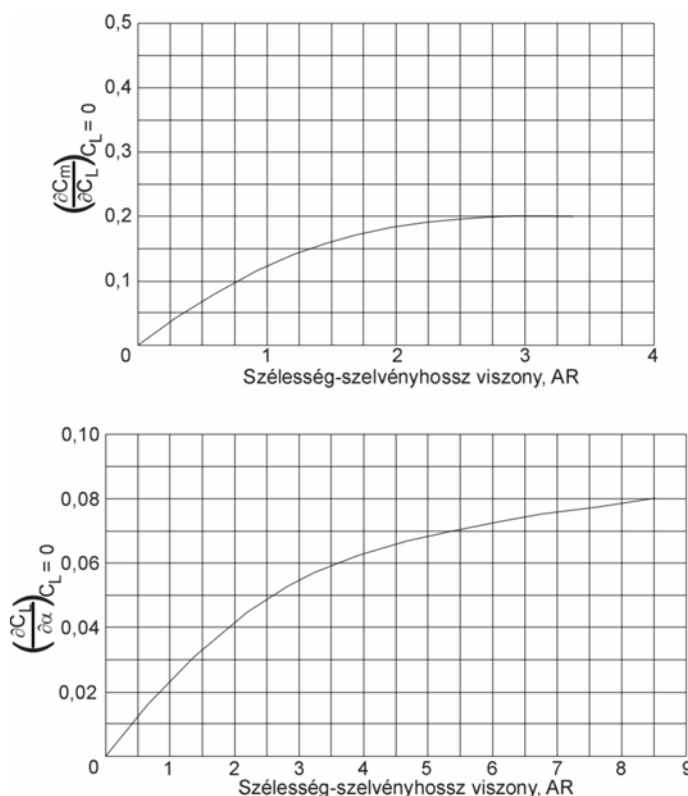 0,5
0,4
0,3
0,2
0,1
0
(∂Cm/∂CL)CL = 0
1 2 3 4
Szélesség-szelvényhossz viszony, AR
0,10
0,08
0,06
0,04
0,02
0
(∂CL/∂α)CL = 0
1 2 3 4 5 6 7 8 9
Szélesség-szelvényhossz viszony, AR